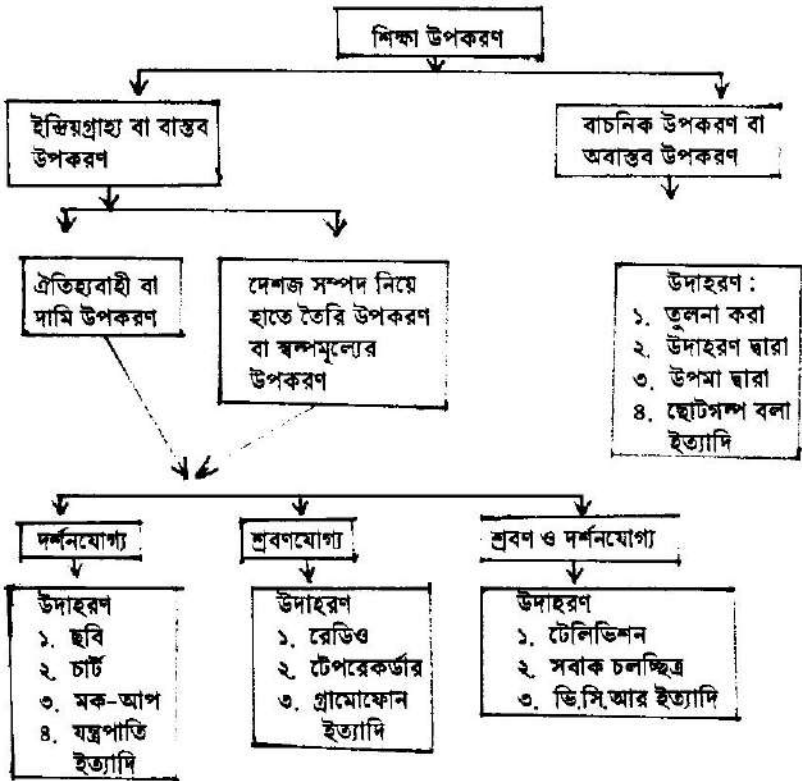 শিক্ষা উপকরণ
ইন্দ্রিয়গ্রাহ্য বা বাস্তব
উপকরণ
বাচনিক উপকরণ বা
অবাস্তব উপকরণ
ঐতিহ্যবাহী বা
দামি উপকরণ
দেশজ সম্পদ নিয়ে
হাতে তৈরি উপকরণ
বা স্বল্পমূল্যের
উপকরণ
উদাহরণ :
১. তুলনা করা
২. উদাহরণ দ্বারা
৩. উপমা দ্বারা
৪. ছোটগল্প বলা
ইত্যাদি
দর্শনযোগ্য
শ্রবণযোগ্য
শ্রবণ ও দর্শনযোগ্য
উদাহরণ
১. ছবি
২. চার্ট
৩. মক-আপ
৪. যন্ত্রপাতি
ইত্যাদি
উদাহরণ
১. রেডিও
২. টেপরেকর্ডার
৩. গ্রামোফোন
ইত্যাদি
উদাহরণ
১. টেলিভিশন
২. সবাক চলচ্চিত্র
৩. ভি.সি.আর ইত্যাদি